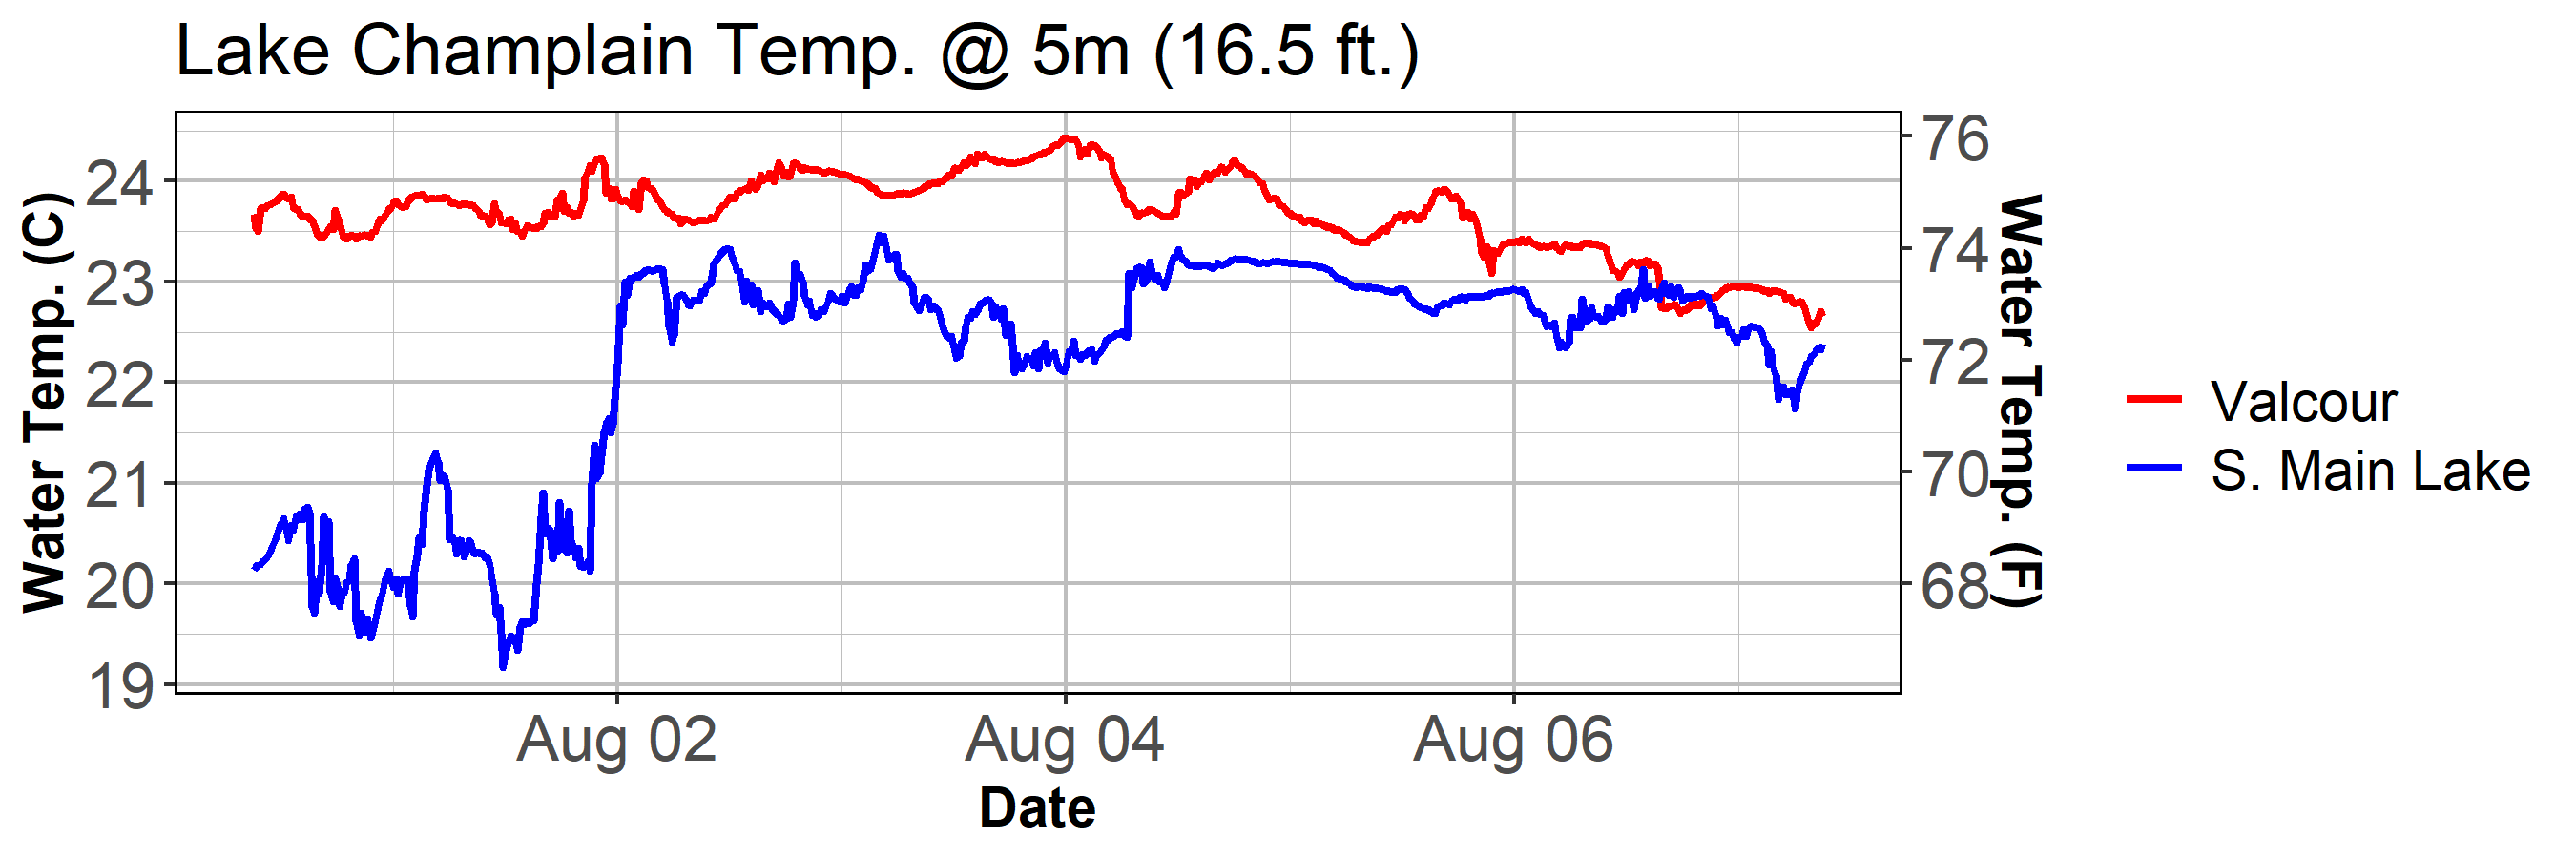 Lake Champlain Temp. @ 5m (16.5 ft.)
Water Temp. (C)
24
23
22
21
20
19
76
74
72
70
68
Water Temp. (F)
Aug 02
Aug 04
Aug 06
Date
Valcour
S. Main Lake